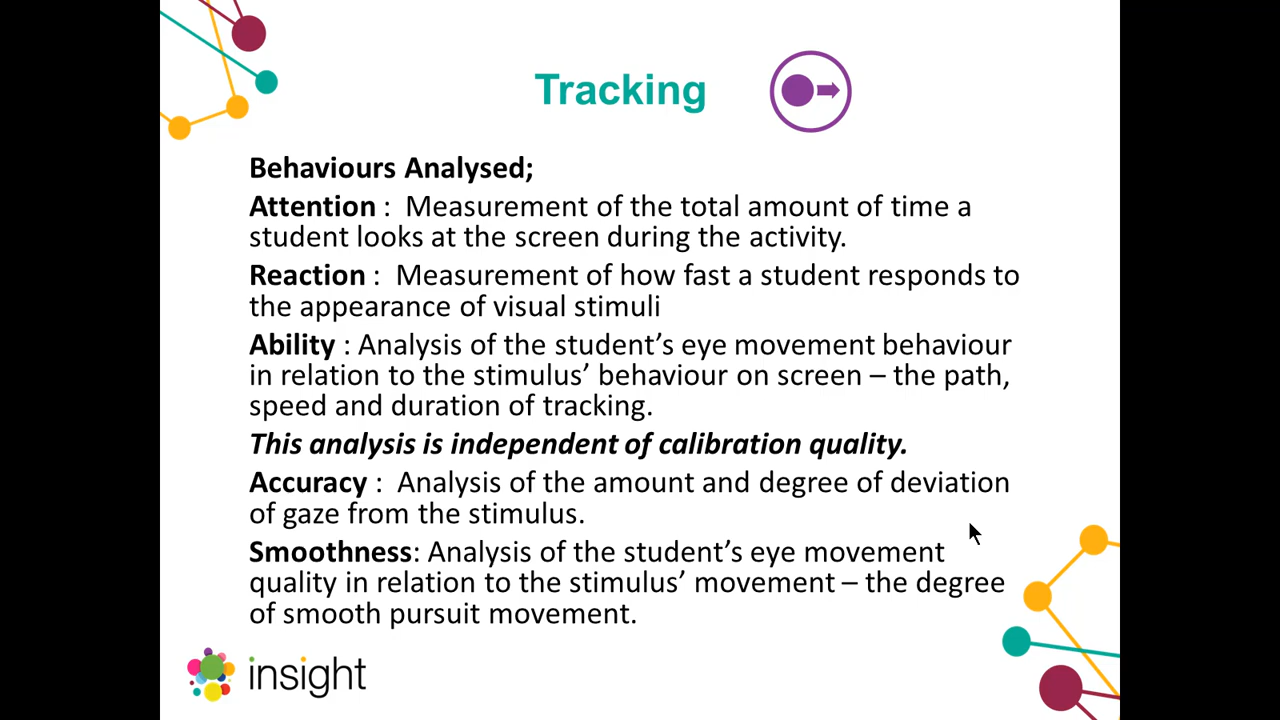 Tracking
Behaviours Analysed;
Attention :  Measurement of the total amount of time a
student looks at the screen during the activity.
Reaction :  Measurement of how fast a student responds to
the appearance of visual stimuli
Ability : Analysis of the student’s eye movement behaviour
in relation to the stimulus’ behaviour on screen – the path,
speed and duration of tracking.
This analysis is independent of calibration quality.
Accuracy :  Analysis of the amount and degree of deviation
of gaze from the stimulus.
Smoothness: Analysis of the student’s eye movement
quality in relation to the stimulus’ movement – the degree
of smooth pursuit movement.
insight